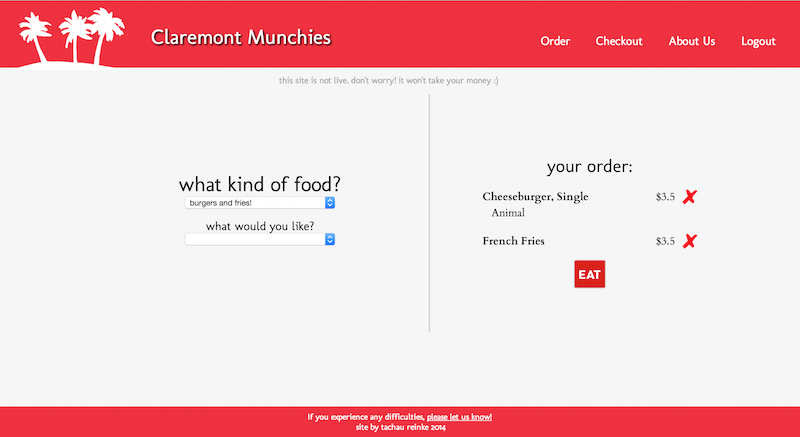 Claremont Munchies
Order Checkout About Us Logout
this site is not live. don't worry! it won't take your money :)
what kind of food?
burgers and fries!
what would you like?
your order:
Cheeseburger, Single $3.5 ✘
Animal
French Fries $3.5 ✘
EAT
If you experience any difficulties, please let us know!
site by tachau reinke 2014